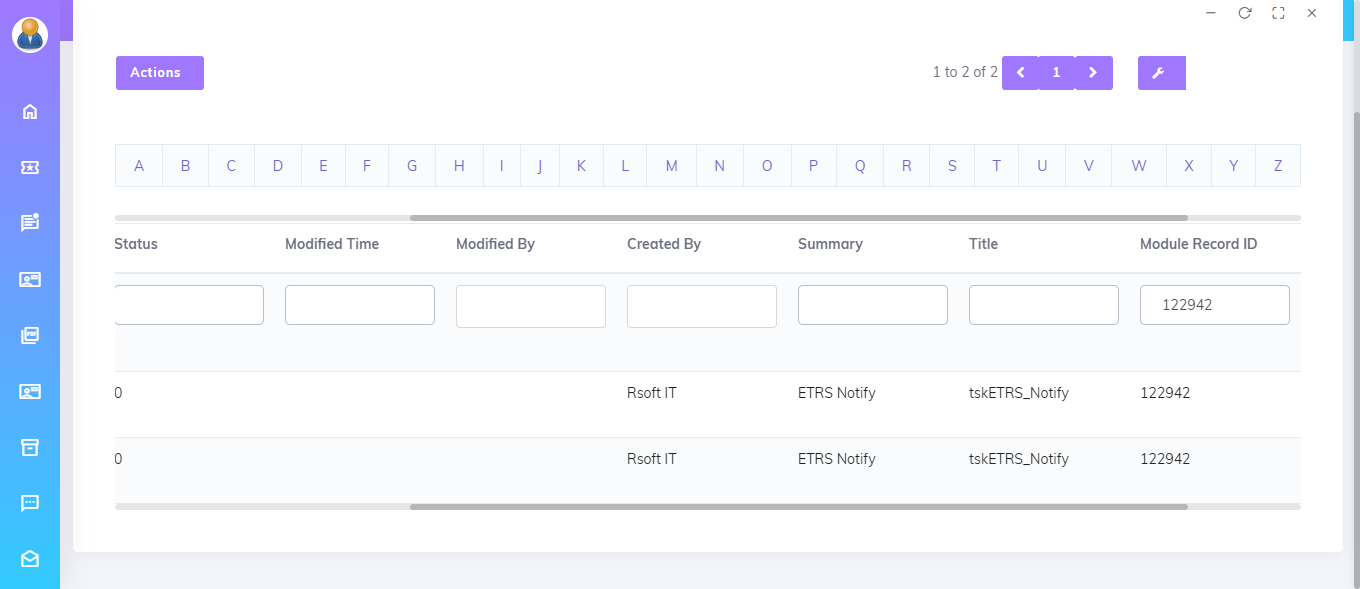 Actions
1 to 2 of 2 1
A B C D E F G H I J K L M N O P Q R S T U V W X Y Z
Status Modified Time Modified By Created By Summary Title Module Record ID
122942
0 Rsoft IT ETRS Notify tskETRS_Notify 122942
0 Rsoft IT ETRS Notify tskETRS_Notify 122942